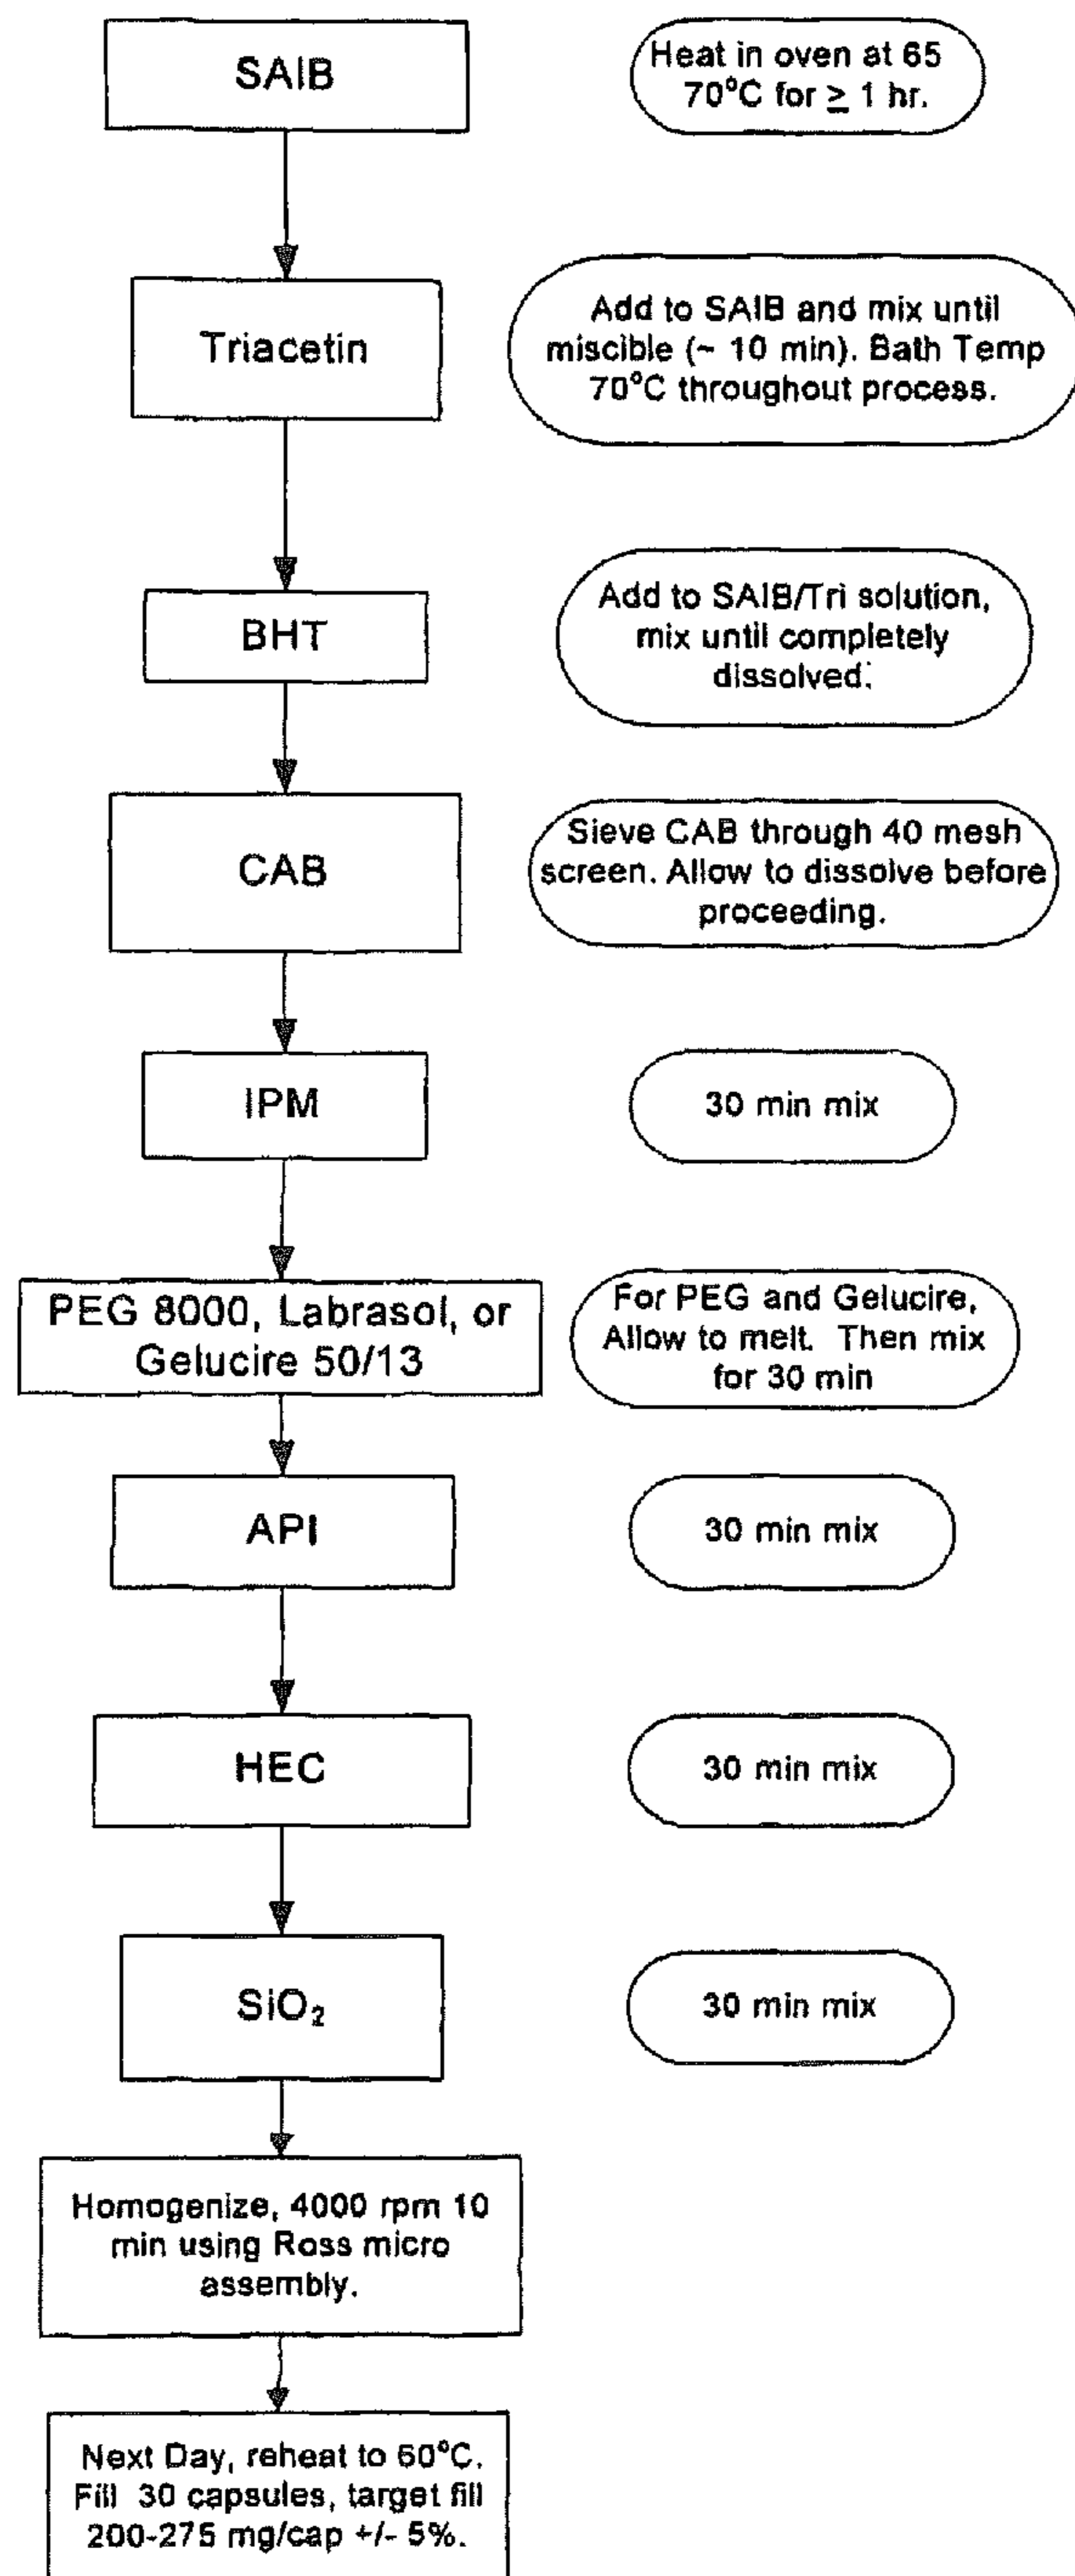 SAIB
Heat in oven at 65
70°C for ≥ 1 hr.
Triacetin
Add to SAIB and mix until
miscible (~ 10 min). Bath Temp
70°C throughout process.
BHT
Add to SAIB/Tri solution,
mix until completely
dissolved.
CAB
Sieve CAB through 40 mesh
screen. Allow to dissolve before
proceeding.
IPM
30 min mix
PEG 8000, Labrasol, or
Gelucire 50/13
For PEG and Gelucire,
Allow to melt. Then mix
for 30 min
API
30 min mix
HEC
30 min mix
SiO₂
30 min mix
Homogenize, 4000 rpm 10
min using Ross micro
assembly.
Next Day, reheat to 60°C.
Fill 30 capsules, target fill
200-275 mg/cap +/- 5%.